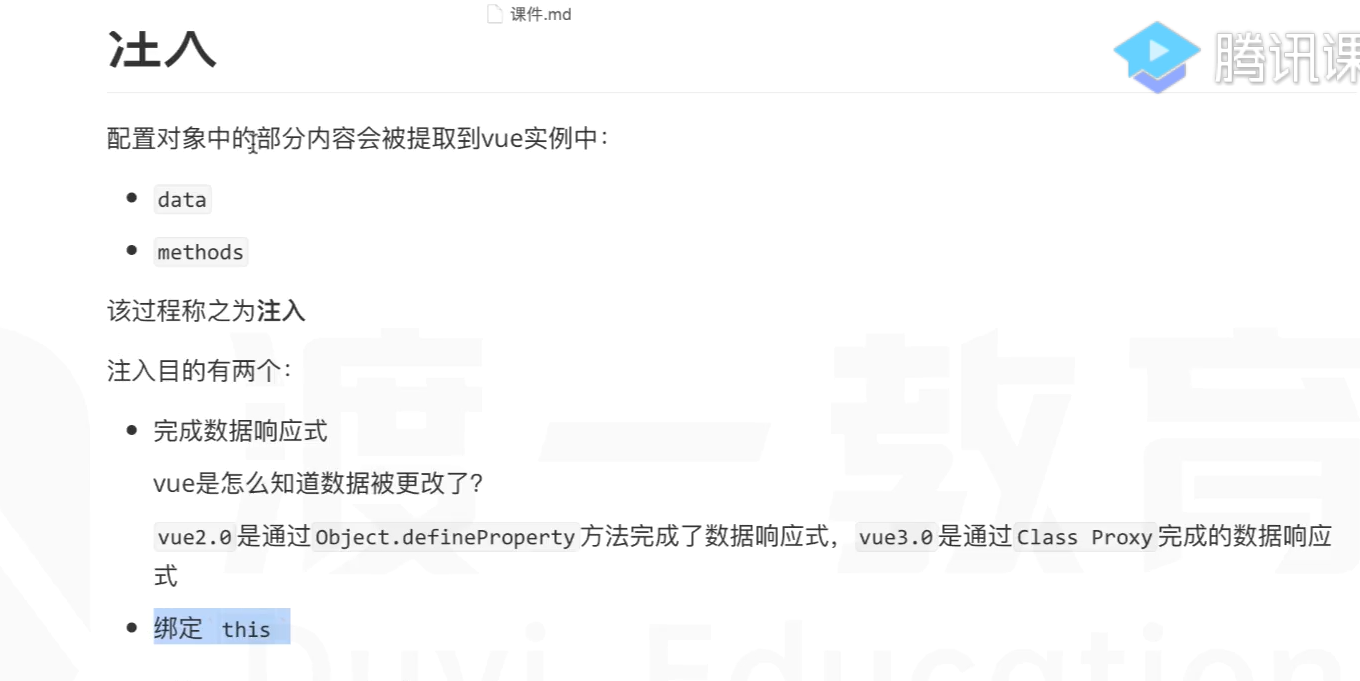 课件.md
注入
腾讯课
配置对象中的部分内容会被提取到vue实例中：
data
methods
该过程称之为注入
注入目的有两个：
完成数据响应式
vue是怎么知道数据被更改了？
vue2.0是通过Object.defineProperty方法完成了数据响应式，vue3.0是通过Class Proxy完成的数据响应
式
绑定 this
渡一教育
Duyi Education